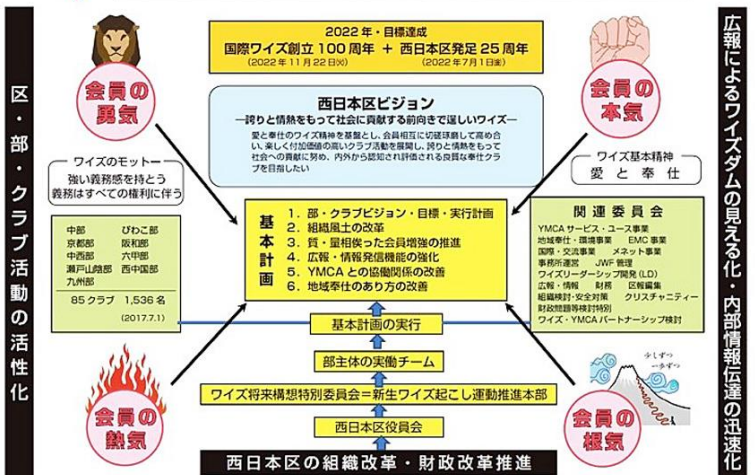 区・部・クラブ活動の活性化
広報によるワイズダムの見える化・内部情報伝達の迅速化
2022年・目標達成
国際ワイズ創立100周年 + 西日本区発足25周年
(2022年11月22日㈫) (2022年7月1日㈮)
会員の
勇気
会員の
本気
西日本区ビジョン
―誇りと情熱をもって社会に貢献する前向きで逞しいワイズ―
愛と奉仕のワイズ精神を基盤とし、会員相互に切磋琢磨して高め合
い、楽しく付加価値の高いクラブ活動を展開し、誇りと情熱をもって
社会への貢献に努め、内外から認知され評価される良質な奉仕クラ
ブを目指したい
ワイズのモットー
強い義務感を持とう
義務はすべての権利に伴う
ワイズ基本精神
愛と奉仕
中部 びわこ部
京都部 阪和部
中西部 六甲部
瀬戸山陰部 西中国部
九州部
85クラブ 1,536名
(2017.7.1)
基本計画
1. 部・クラブビジョン・目標・実行計画
2. 組織風土の改革
3. 質・量相俟った会員増強の推進
4. 広報・情報発信機能の強化
5. YMCAとの協働関係の改善
6. 地域奉仕のあり方の改善
関連委員会
YMCAサービス・ユース事業
地域奉仕・環境事業 EMC事業
国際・交流事業 メネット事業
事務所運営 JWF管理
ワイズリーダーシップ開発(LD)
広報・情報 財務 区報編集
組織検討・安全対策 クリスチャニティー
財政問題等検討特別
ワイズ・YMCAパートナーシップ検討
基本計画の実行
部主体の実働チーム
ワイズ将来構想特別委員会=新生ワイズ起こし運動推進本部
西日本区役員会
会員の
熱気
少しずつ
一歩ずつ
会員の
根気
西日本区の組織改革・財政改革推進